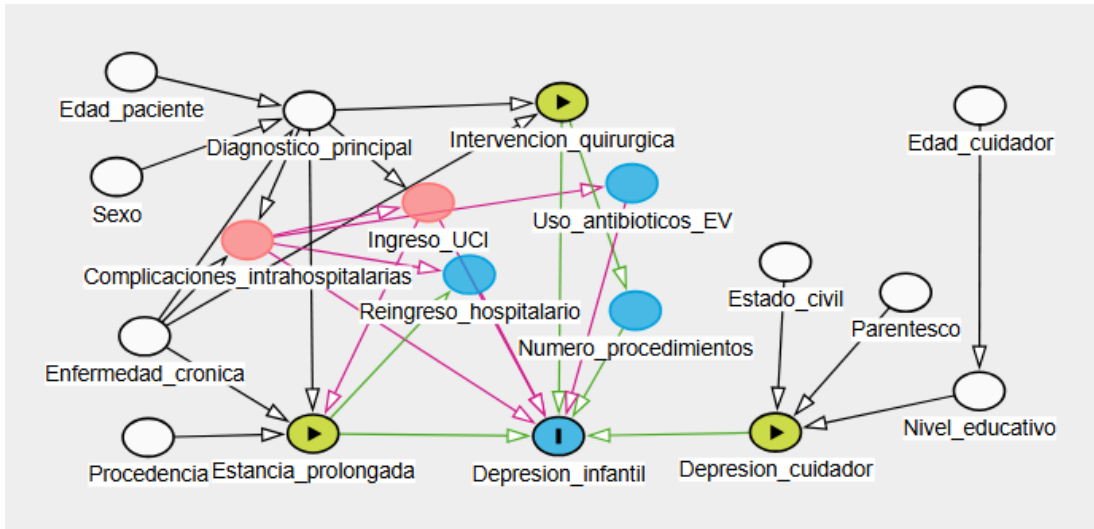 Edad_paciente
Diagnostico_principal
Intervencion_quirurgica
Edad_cuidador
Sexo
Uso_antibioticos_EV
Ingreso_UCI
Complicaciones_intrahospitalarias
Estado_civil
Reingreso_hospitalario
Parentesco
Numero_procedimientos
Enfermedad_cronica
Nivel_educativo
Procedencia
Estancia_prolongada
Depresion_infantil
Depresion_cuidador